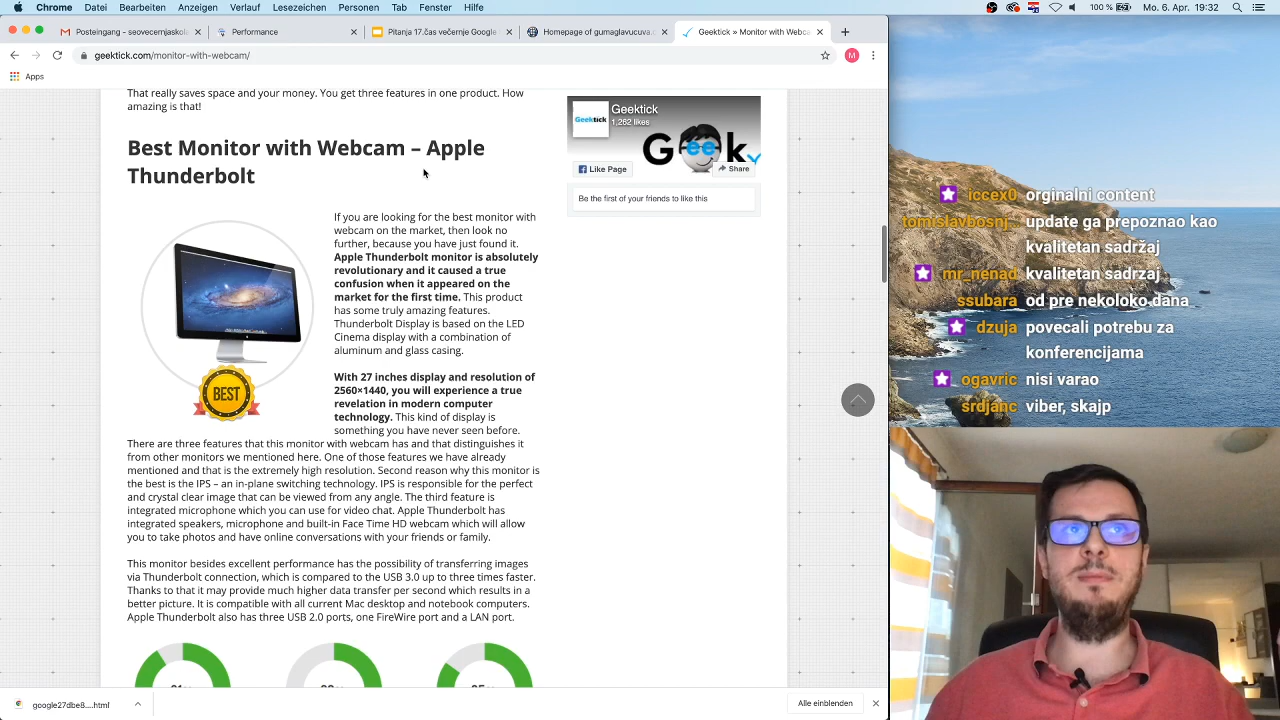 Chrome Datei Bearbeiten Anzeigen Verlauf Lesezeichen Personen Tab Fenster Hilfe
100 % Mo. 6. Apr. 19:32
Posteingang - seovecernjaskol
Performance
Pitanja 17.čas večernje Google
Homepage of gumaglavucuva.c
Geektick » Monitor with Webca
geektick.com/monitor-with-webcam/
M
Apps
That really saves space and your money. You get three features in one product. How
amazing is that!
Best Monitor with Webcam – Apple
Thunderbolt
If you are looking for the best monitor with
webcam on the market, then look no
further, because you have just found it.
Apple Thunderbolt monitor is absolutely
revolutionary and it caused a true
confusion when it appeared on the
market for the first time. This product
has some truly amazing features.
Thunderbolt Display is based on the LED
Cinema display with a combination of
aluminum and glass casing.
BEST
With 27 inches display and resolution of
2560×1440, you will experience a true
revelation in modern computer
technology. This kind of display is
something you have never seen before.
There are three features that this monitor with webcam has and that distinguishes it
from other monitors we mentioned here. One of those features we have already
mentioned and that is the extremely high resolution. Second reason why this monitor is
the best is the IPS – an in-plane switching technology. IPS is responsible for the perfect
and crystal clear image that can be viewed from any angle. The third feature is
integrated microphone which you can use for video chat. Apple Thunderbolt has
integrated speakers, microphone and built-in Face Time HD webcam which will allow
you to take photos and have online conversations with your friends or family.
This monitor besides excellent performance has the possibility of transferring images
via Thunderbolt connection, which is compared to the USB 3.0 up to three times faster.
Thanks to that it may provide much higher data transfer per second which results in a
better picture. It is compatible with all current Mac desktop and notebook computers.
Apple Thunderbolt also has three USB 2.0 ports, one FireWire port and a LAN port.
Geektick
Geektick
1,262 likes
Geek
Like Page
Share
Be the first of your friends to like this
iccex0 orginalni content
tomislavbosnj... update ga prepoznao kao
kvalitetan sadržaj
mr_nenad kvalitetan sadrzaj
ssubara od pre nekoloko dana
dzuja povecali potrebu za
konferencijama
ogavric nisi varao
srdjanc viber, skajp
google27dbe8....html
Alle einblenden